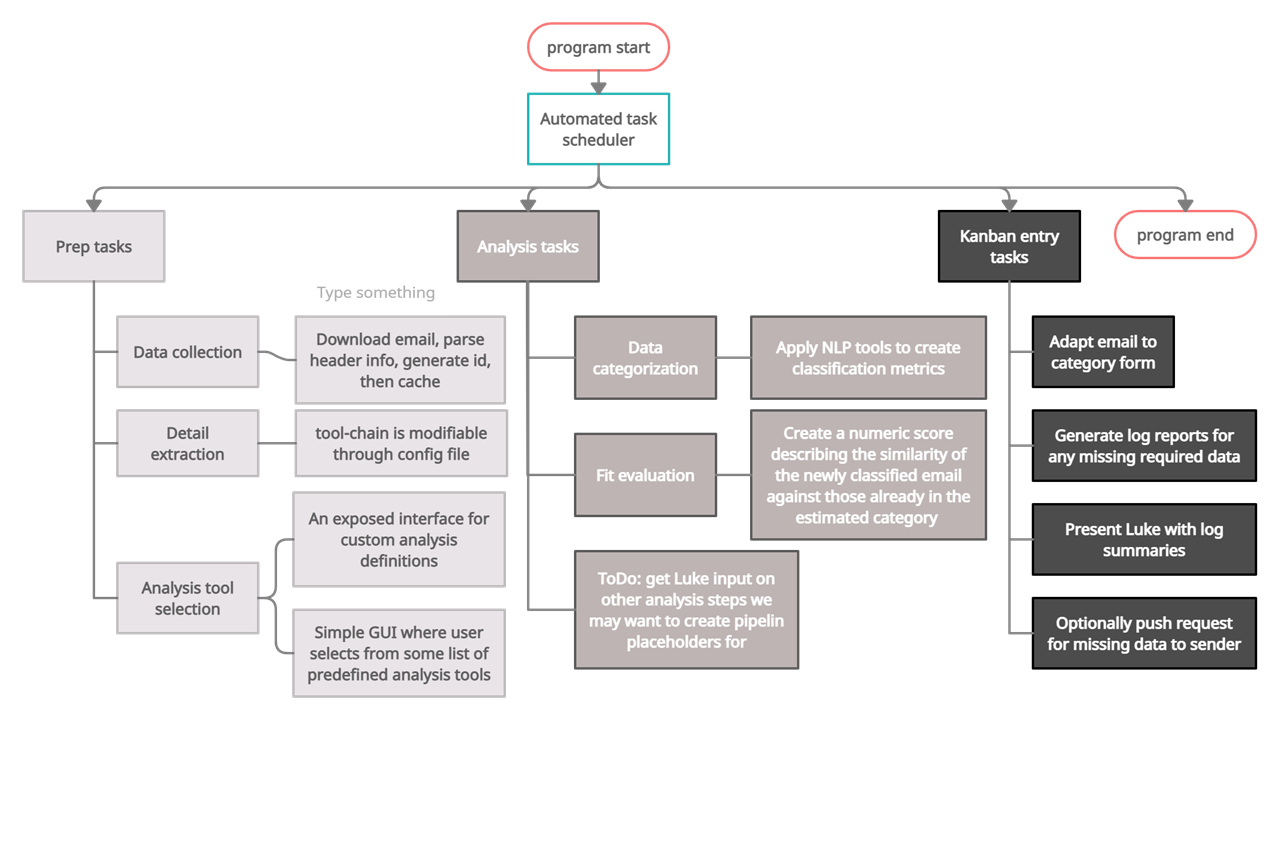 program start
Automated task
scheduler
Prep tasks
Analysis tasks
Kanban entry
tasks
program end
Type something
Data collection
Download email, parse
header info, generate id,
then cache
Detail
extraction
tool-chain is modifiable
through config file
Analysis tool
selection
An exposed interface for
custom analysis
definitions
Simple GUI where user
selects from some list of
predefined analysis tools
Data
categorization
Apply NLP tools to create
classification metrics
Fit evaluation
Create a numeric score
describing the similarity of
the newly classified email
against those already in the
estimated category
ToDo: get Luke input on
other analysis steps we
may want to create pipelin
placeholders for
Adapt email to
category form
Generate log reports for
any missing required data
Present Luke with log
summaries
Optionally push request
for missing data to sender